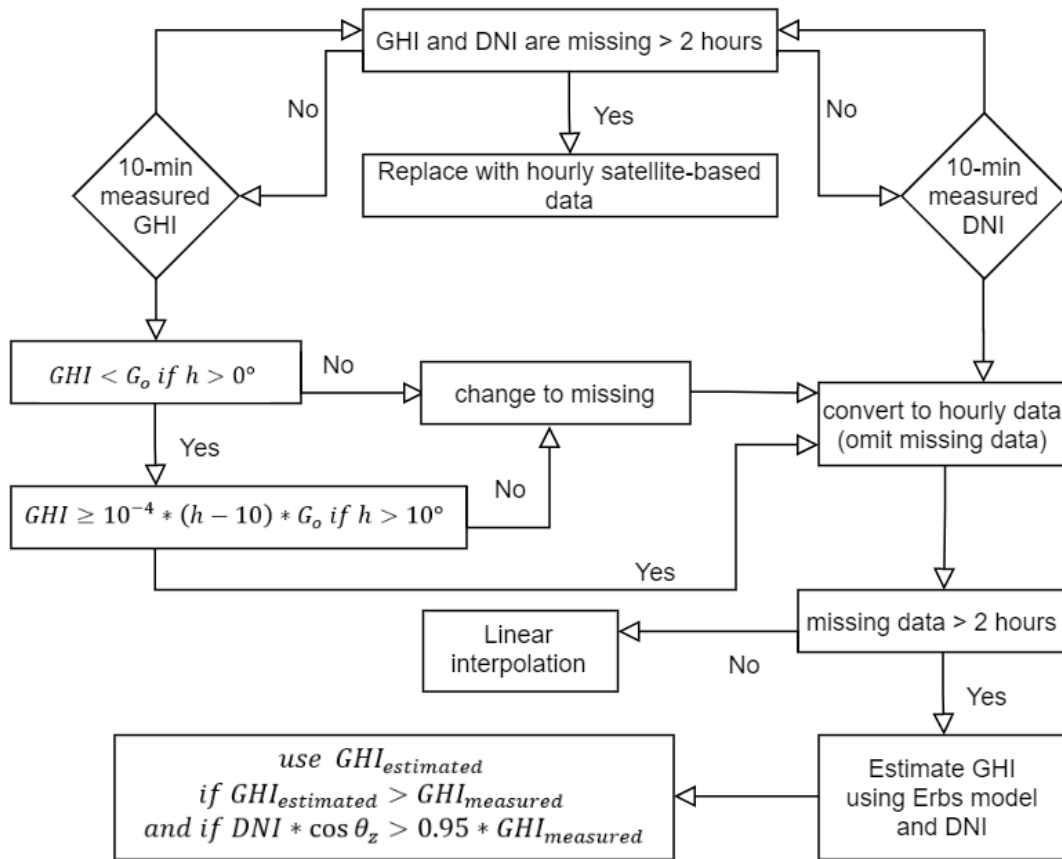 GHI and DNI are missing > 2 hours
No
Yes
No
10-min
measured
GHI
Replace with hourly satellite-based
data
10-min
measured
DNI
GHI < G_o if h > 0°
No
change to missing
convert to hourly data
(omit missing data)
Yes
GHI ≥ 10⁻⁴ * (h − 10) * G_o if h > 10°
No
Yes
missing data > 2 hours
Linear
interpolation
No
Yes
use GHI_estimated
if GHI_estimated > GHI_measured
and if DNI * cos θ_z > 0.95 * GHI_measured
Estimate GHI
using Erbs model
and DNI